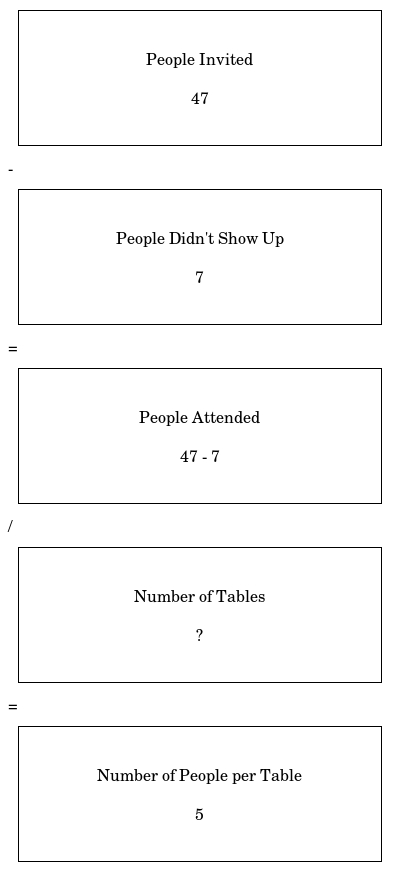 People Invited
47
-
People Didn't Show Up
7
=
People Attended
47 - 7
/
Number of Tables
?
=
Number of People per Table
5